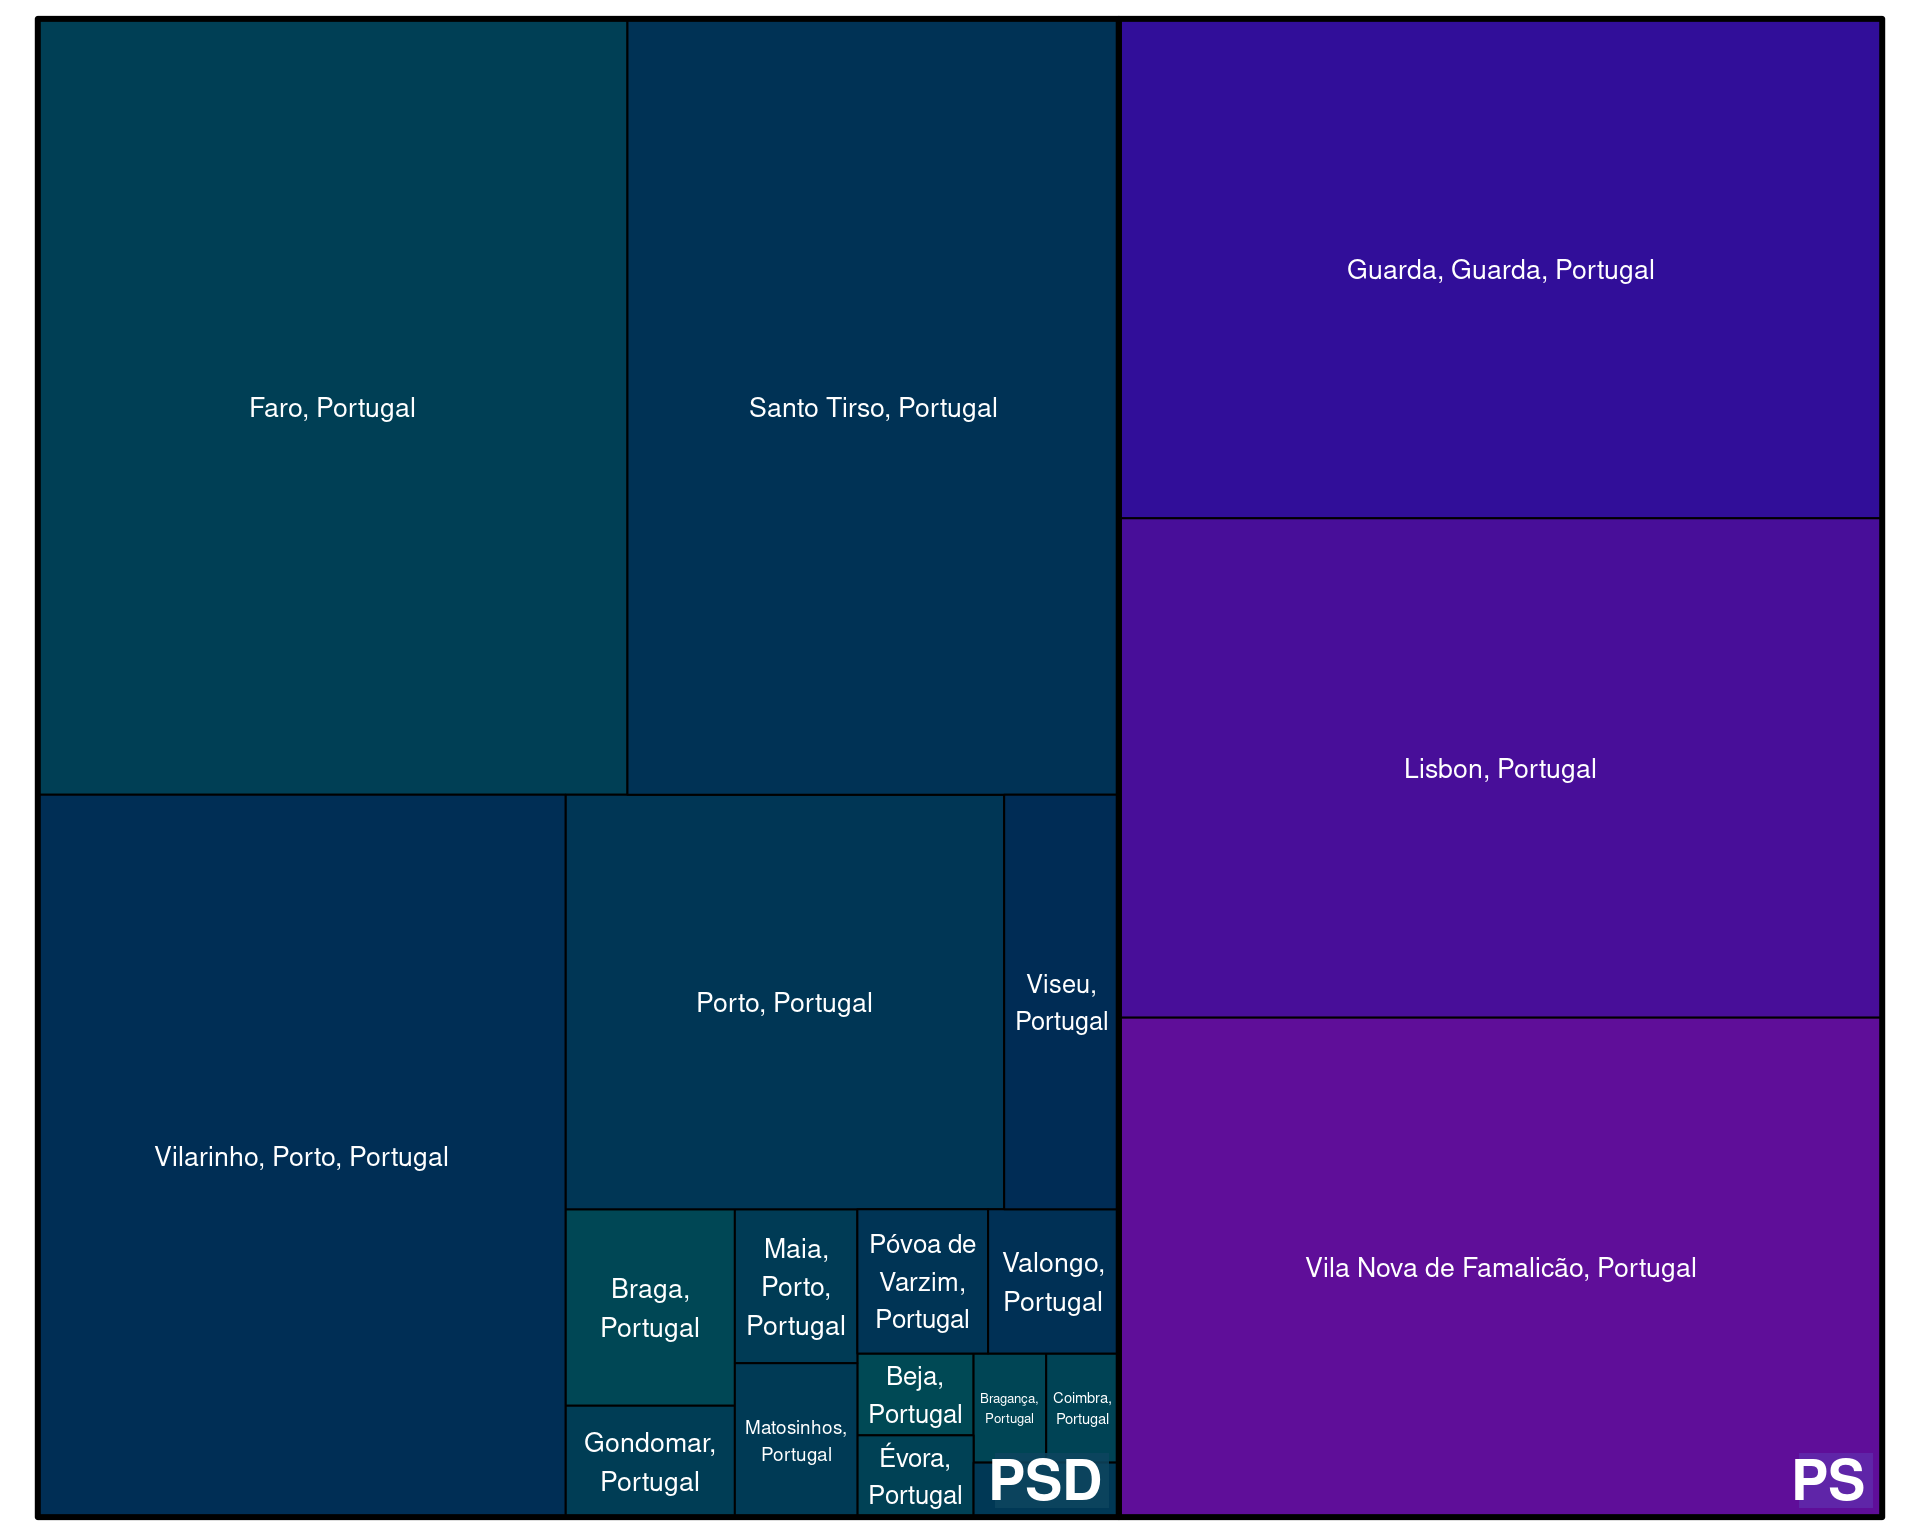 Faro, Portugal
Santo Tirso, Portugal
Guarda, Guarda, Portugal
Lisbon, Portugal
Vila Nova de Famalicão, Portugal
Vilarinho, Porto, Portugal
Porto, Portugal
Viseu,
Portugal
Braga,
Portugal
Maia,
Porto,
Portugal
Póvoa de
Varzim,
Portugal
Valongo,
Portugal
Gondomar,
Portugal
Matosinhos,
Portugal
Beja,
Portugal
Bragança,
Portugal
Coimbra,
Portugal
Évora,
Portugal
PSD
PS